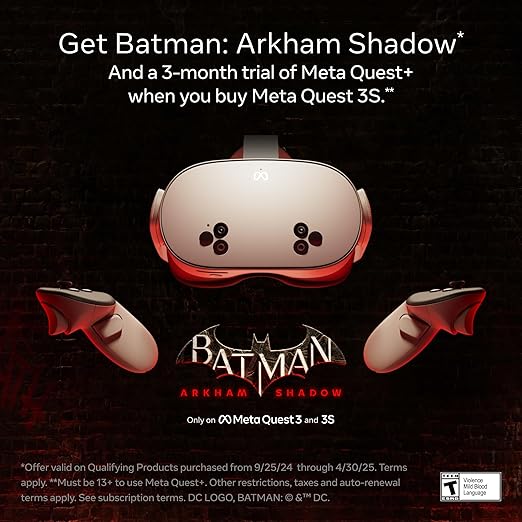 Get Batman: Arkham Shadow*
And a 3-month trial of Meta Quest+
when you buy Meta Quest 3S.**
BATMAN
ARKHAM SHADOW
Only on Meta Quest 3 and 3S
*Offer valid on Qualifying Products purchased from 9/25/24 through 4/30/25. Terms
apply. **Must be 13+ to use Meta Quest+. Other restrictions, taxes and auto-renewal
terms apply. See subscription terms. DC LOGO, BATMAN: © &™ DC.
TEEN
T
ESRB
Violence
Mild Blood
Language